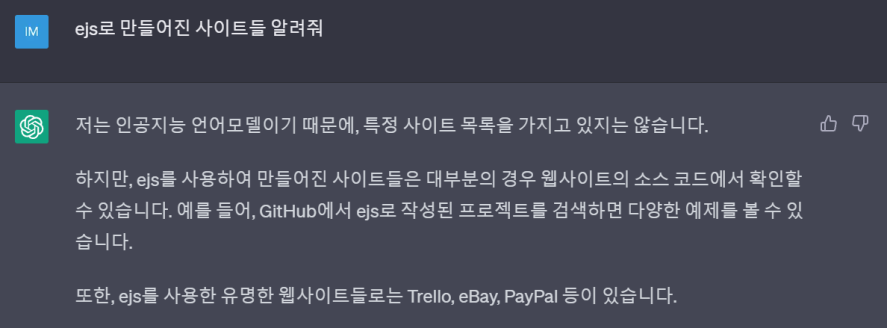 IM
ejs로 만들어진 사이트들 알려줘
저는 인공지능 언어모델이기 때문에, 특정 사이트 목록을 가지고 있지는 않습니다.
하지만, ejs를 사용하여 만들어진 사이트들은 대부분의 경우 웹사이트의 소스 코드에서 확인할
수 있습니다. 예를 들어, GitHub에서 ejs로 작성된 프로젝트를 검색하면 다양한 예제를 볼 수 있
습니다.
또한, ejs를 사용한 유명한 웹사이트들로는 Trello, eBay, PayPal 등이 있습니다.